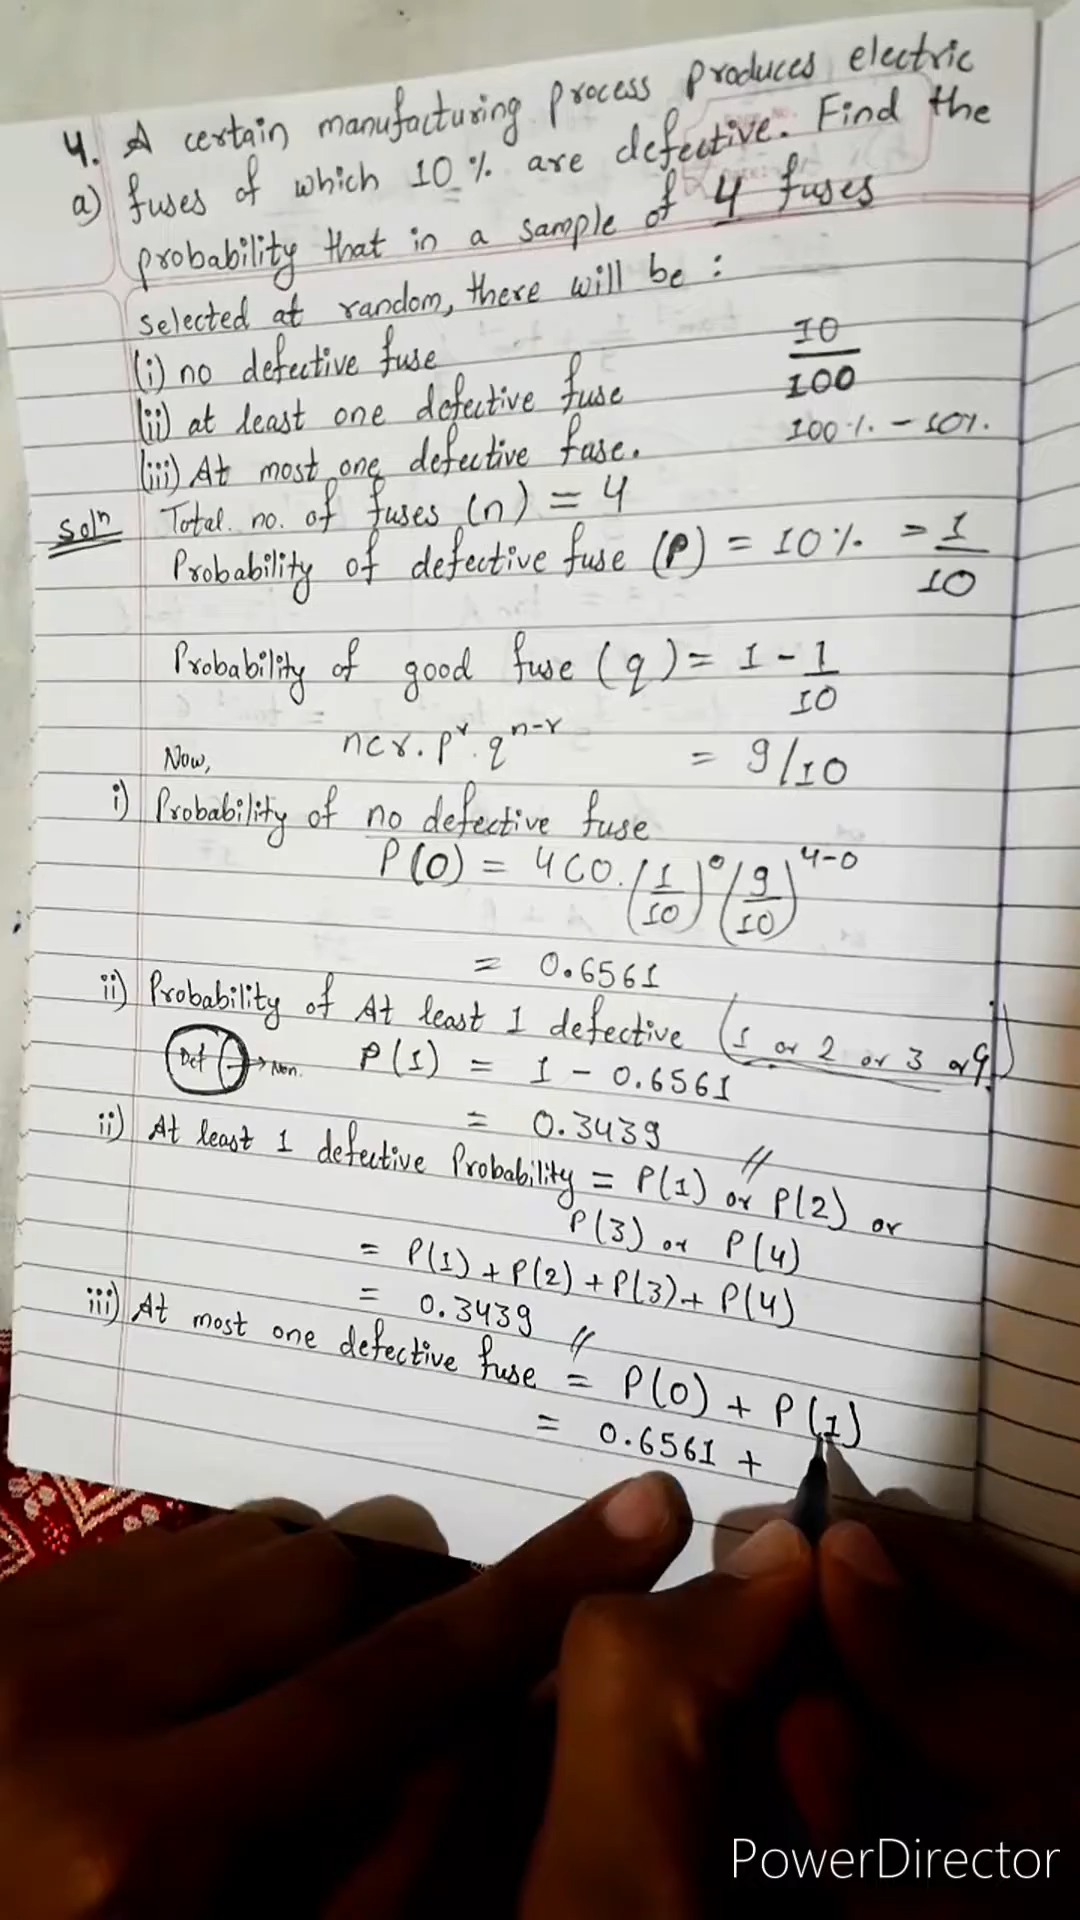 4. A certain manufacturing process produces electric
a) fuses of which 10 % are defective. Find the
probability that in a sample of 4 fuses
selected at random, there will be :
(i) no defective fuse
10
100
(ii) at least one defective fuse
100 % - 10%.
(iii) At most one defective fuse.
Solⁿ Total. no. of fuses (n) = 4
Probability of defective fuse (P) = 10 % = 1
10
Probability of good fuse (q) = 1 - 1
10
Now, ncr. pʳ. qⁿ⁻ʳ = 9/10
i) Probability of no defective fuse
P(0) = 4C0. (1/10)⁰ (9/10)⁴⁻⁰
= 0.6561
ii) Probability of At least 1 defective (1 or 2 or 3 or 4)
Def → Non. P(1) = 1 - 0.6561
= 0.3439 //
ii) At least 1 defective Probability = P(1) or P(2) or
P(3) or P(4)
= P(1) + P(2) + P(3) + P(4)
= 0.3439 //
iii) At most one defective fuse = P(0) + P(1)
= 0.6561 +
PowerDirector